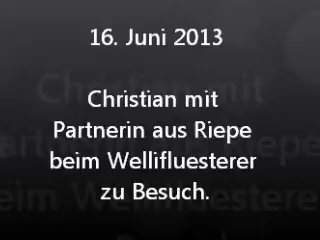 16. Juni 2013
Christian mit
Partnerin aus Riepe
beim Wellifluesterer
zu Besuch.